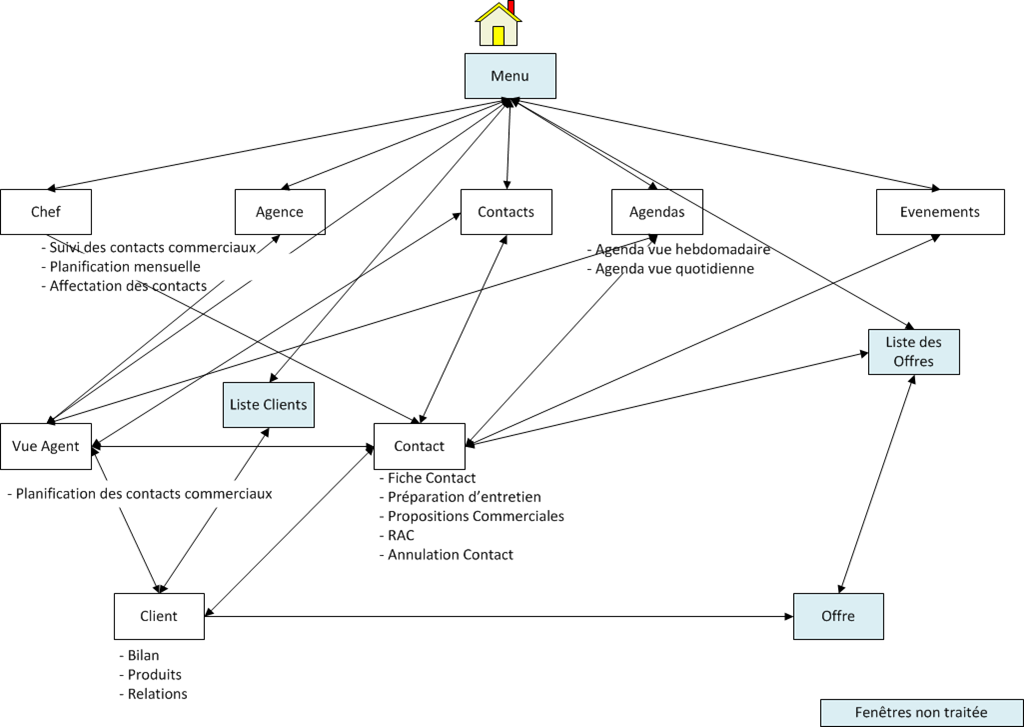 Menu
Chef
Agence
Contacts
Agendas
Evenements
- Suivi des contacts commerciaux
- Planification mensuelle
- Affectation des contacts
- Agenda vue hebdomadaire
- Agenda vue quotidienne
Liste des
Offres
Liste Clients
Vue Agent
Contact
- Planification des contacts commerciaux
- Fiche Contact
- Préparation d'entretien
- Propositions Commerciales
- RAC
- Annulation Contact
Client
Offre
- Bilan
- Produits
- Relations
Fenêtres non traitée